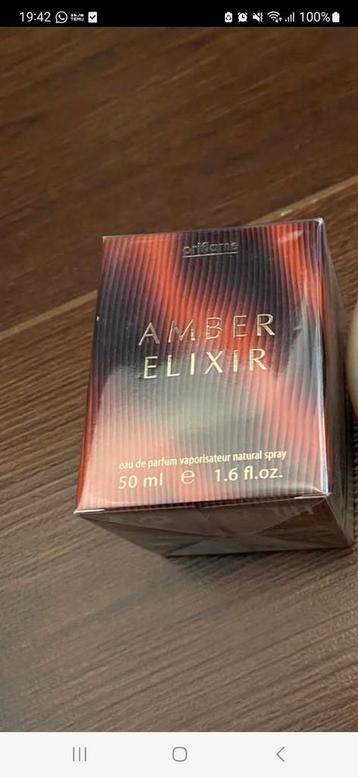 19:42
100%
oriflame
AMBER
ELIXIR
eau de parfum vaporisateur natural spray
50 ml e 1.6 fl.oz.